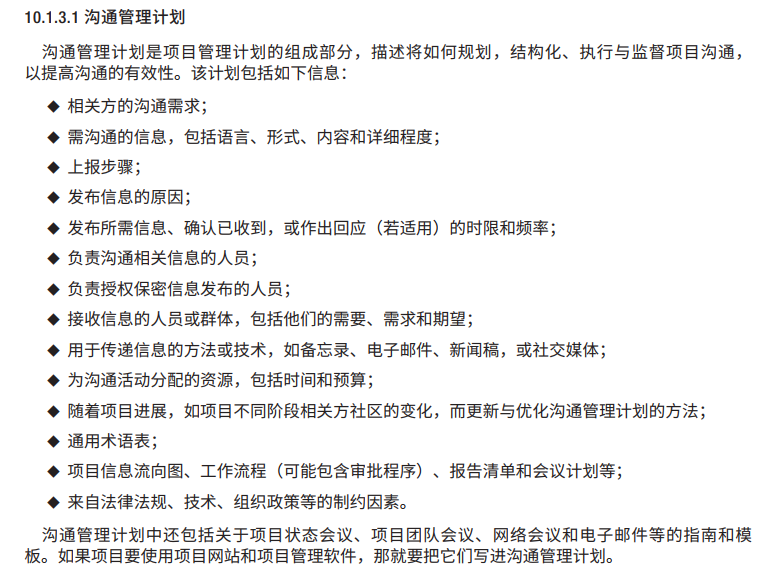 10.1.3.1 沟通管理计划
沟通管理计划是项目管理计划的组成部分，描述将如何规划，结构化、执行与监督项目沟通，
以提高沟通的有效性。该计划包括如下信息：
◆ 相关方的沟通需求；
◆ 需沟通的信息，包括语言、形式、内容和详细程度；
◆ 上报步骤；
◆ 发布信息的原因；
◆ 发布所需信息、确认已收到，或作出回应（若适用）的时限和频率；
◆ 负责沟通相关信息的人员；
◆ 负责授权保密信息发布的人员；
◆ 接收信息的人员或群体，包括他们的需要、需求和期望；
◆ 用于传递信息的方法或技术，如备忘录、电子邮件、新闻稿，或社交媒体；
◆ 为沟通活动分配的资源，包括时间和预算；
◆ 随着项目进展，如项目不同阶段相关方社区的变化，而更新与优化沟通管理计划的方法；
◆ 通用术语表；
◆ 项目信息流向图、工作流程（可能包含审批程序）、报告清单和会议计划等；
◆ 来自法律法规、技术、组织政策等的制约因素。
沟通管理计划中还包括关于项目状态会议、项目团队会议、网络会议和电子邮件等的指南和模
板。如果项目要使用项目网站和项目管理软件，那就要把它们写进沟通管理计划。